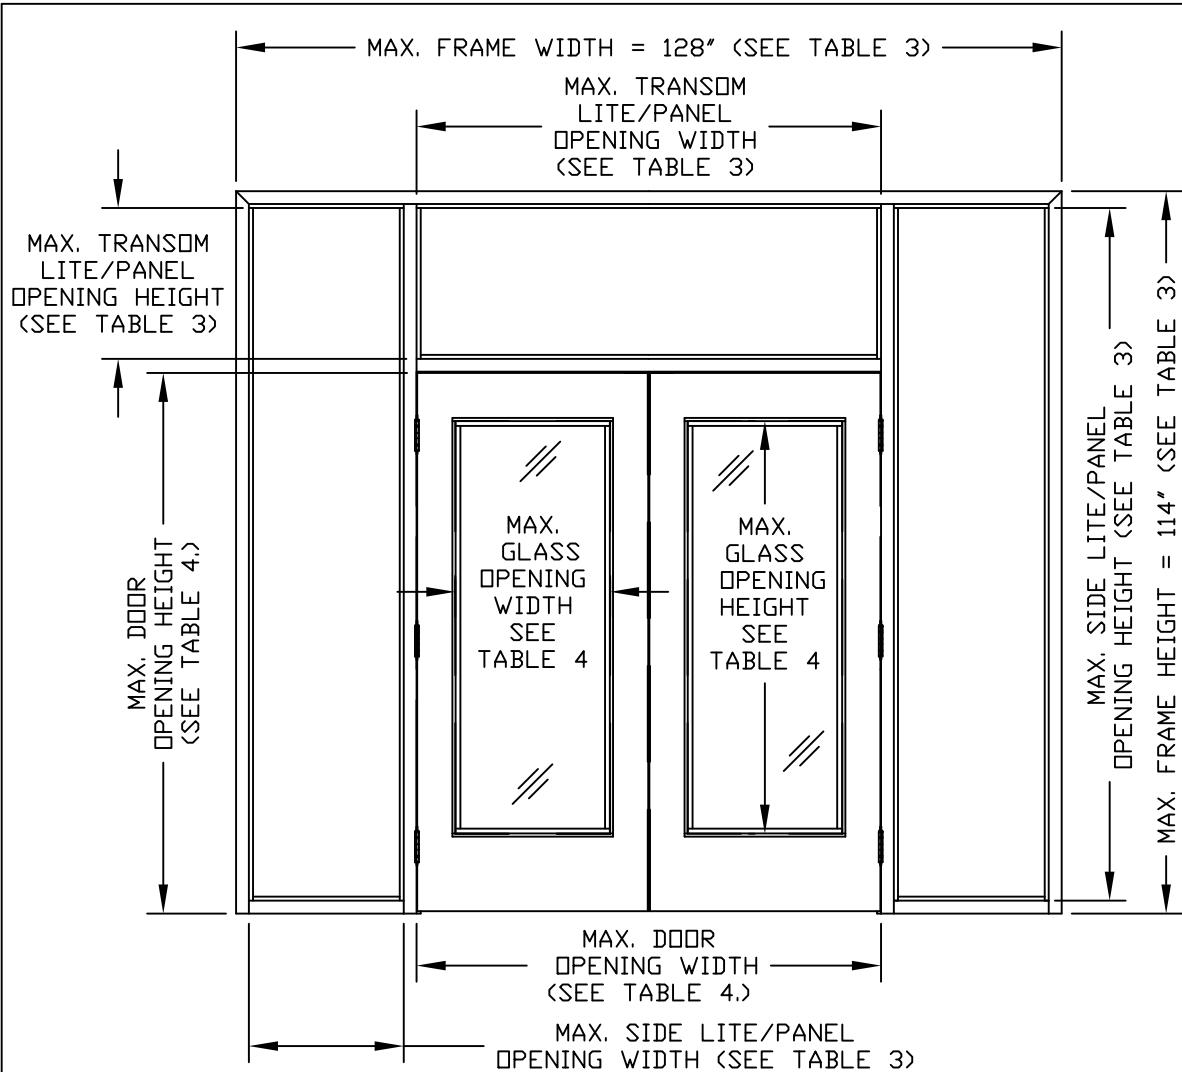 MAX. FRAME WIDTH = 128" (SEE TABLE 3)
MAX. TRANSOM
LITE/PANEL
OPENING WIDTH
(SEE TABLE 3)
MAX. TRANSOM
LITE/PANEL
OPENING HEIGHT
(SEE TABLE 3)
MAX. DOOR
OPENING HEIGHT
(SEE TABLE 4.)
MAX.
GLASS
OPENING
WIDTH
SEE
TABLE 4
MAX.
GLASS
OPENING
HEIGHT
SEE
TABLE 4
MAX. SIDE LITE/PANEL
OPENING HEIGHT (SEE TABLE 3)
MAX. FRAME HEIGHT = 114" (SEE TABLE 3)
MAX. DOOR
OPENING WIDTH
(SEE TABLE 4.)
MAX. SIDE LITE/PANEL
OPENING WIDTH (SEE TABLE 3)